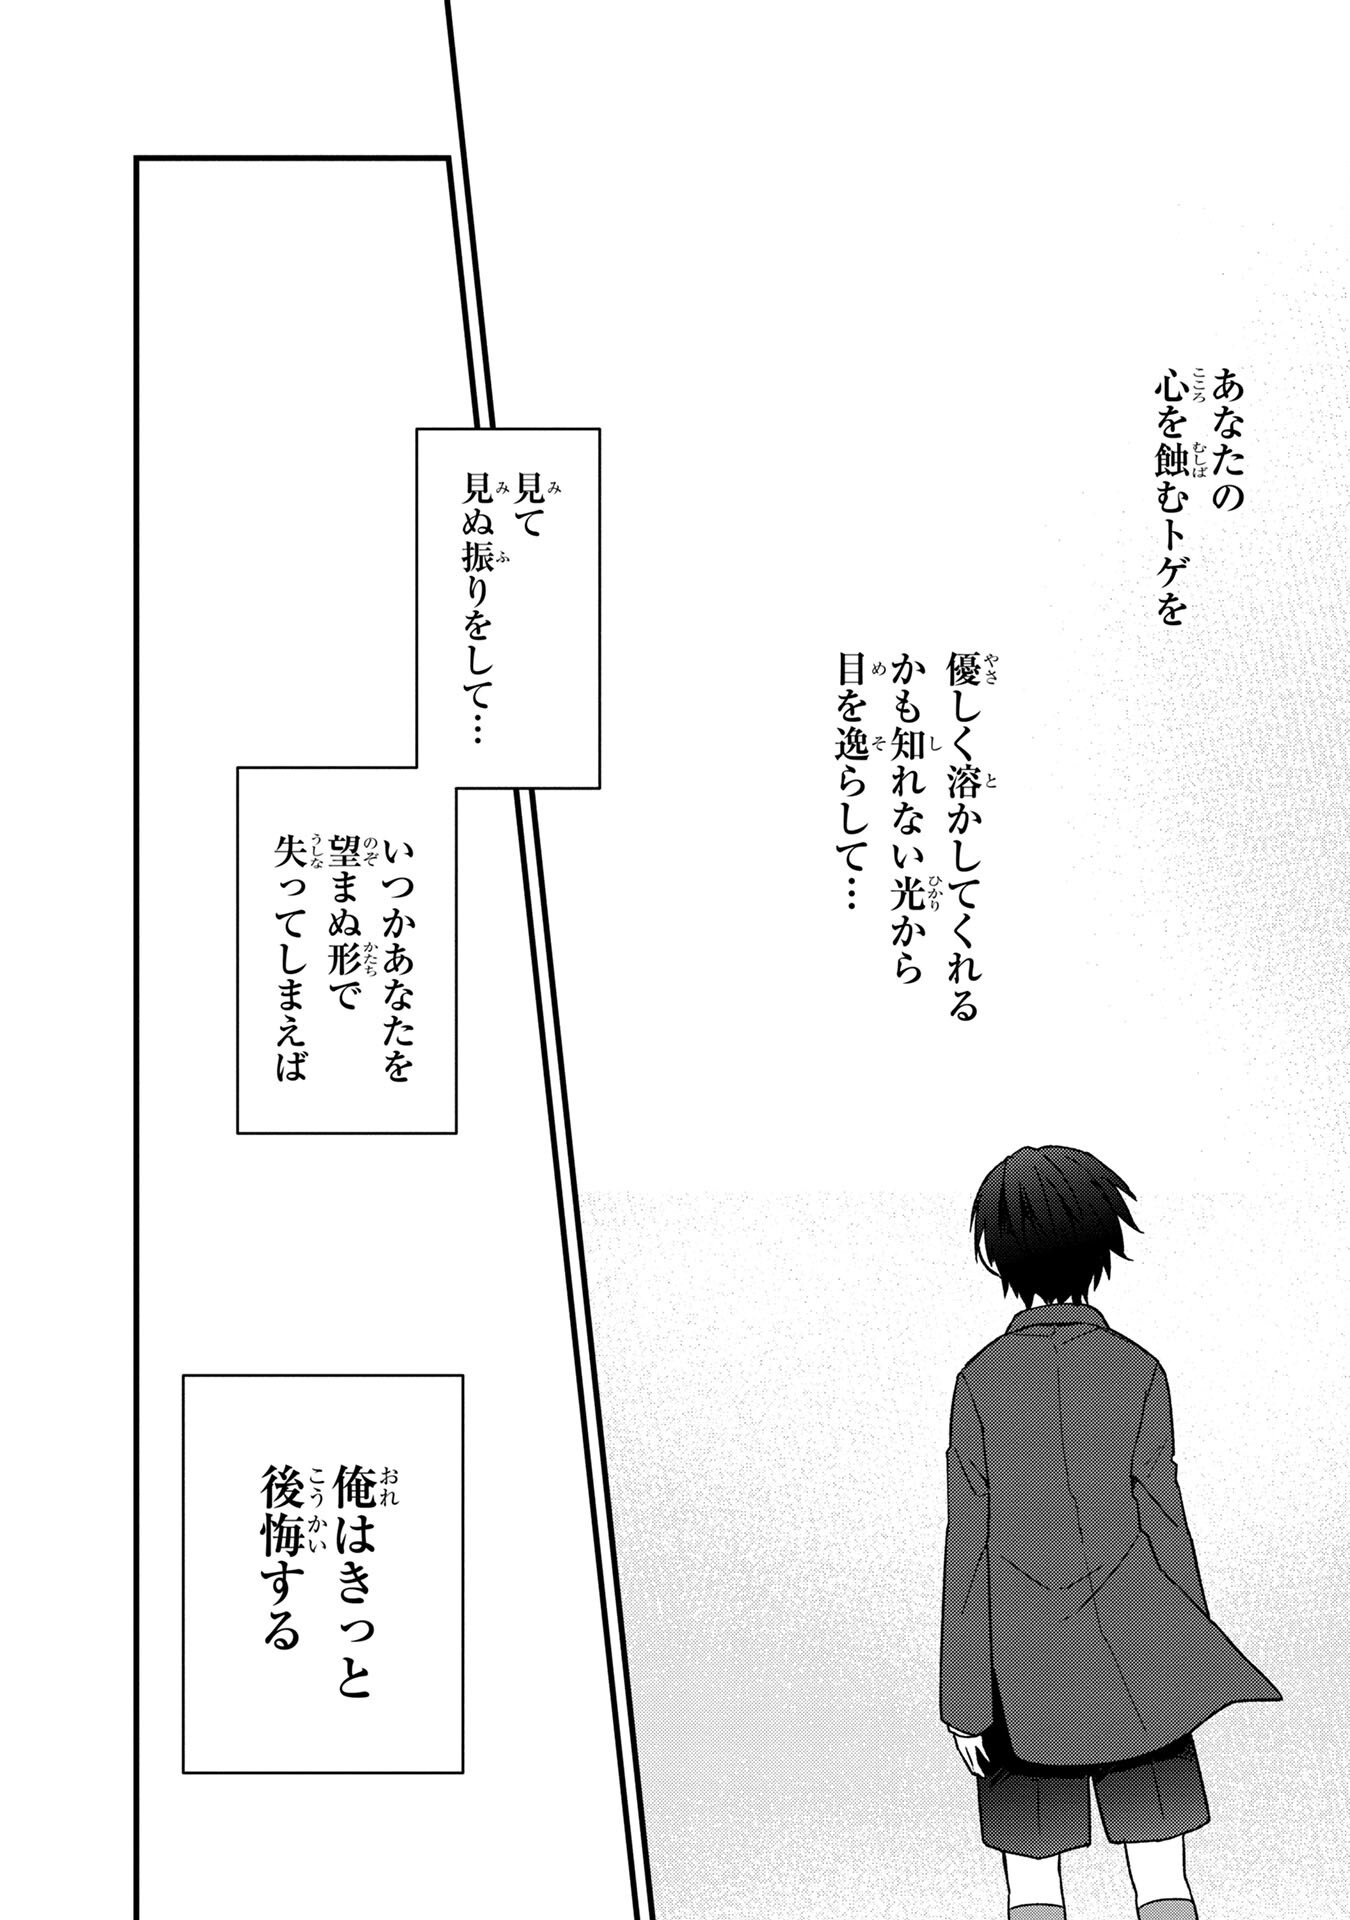 あなたの
心を蝕むトゲを
優しく溶かしてくれる
かも知れない光から
目を逸らして…
見て
見ぬ振りをして…
いつかあなたを
望まぬ形で
失ってしまえば
俺はきっと
後悔する